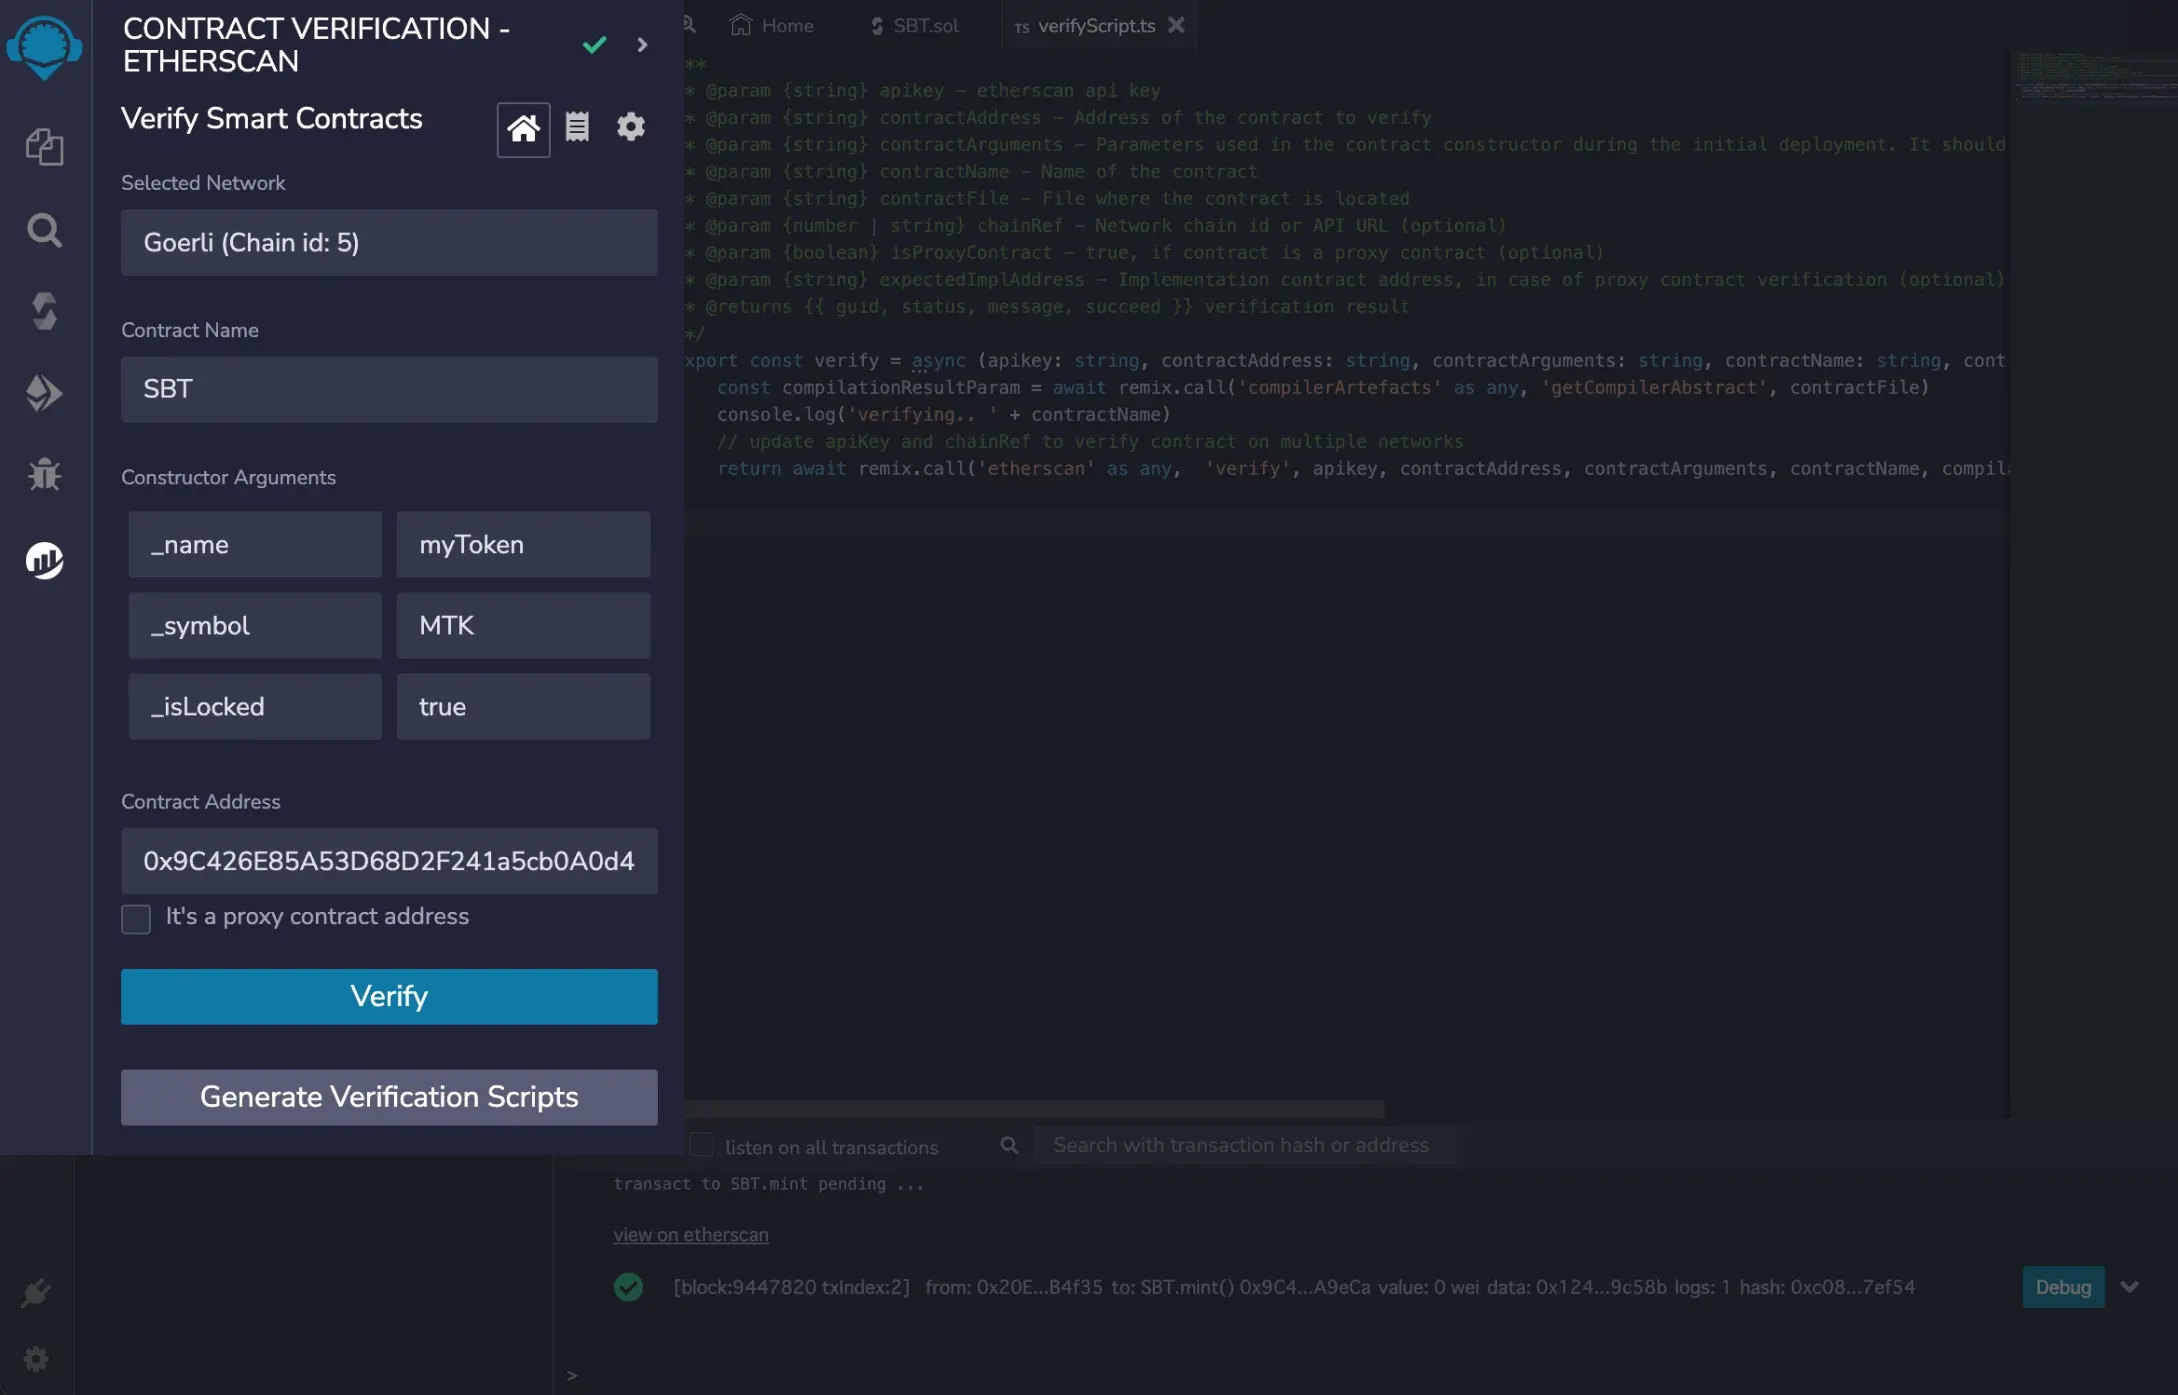 CONTRACT VERIFICATION -
ETHERSCAN
Verify Smart Contracts
Selected Network
Goerli (Chain id: 5)
Contract Name
SBT
Constructor Arguments
_name
myToken
_symbol
MTK
_isLocked
true
Contract Address
0x9C426E85A53D68D2F241a5cb0A0d4
It's a proxy contract address
Verify
Generate Verification Scripts
Home
SBT.sol
TS verifyScript.ts
**
* @param {string} apikey - etherscan api key
* @param {string} contractAddress - Address of the contract to verify
* @param {string} contractArguments - Parameters used in the contract constructor during the initial deployment. It should
* @param {string} contractName - Name of the contract
* @param {string} contractFile - File where the contract is located
* @param {number | string} chainRef - Network chain id or API URL (optional)
* @param {boolean} isProxyContract - true, if contract is a proxy contract (optional)
* @param {string} expectedImplAddress - Implementation contract address, in case of proxy contract verification (optional)
* @returns {{ guid, status, message, succeed }} verification result
*/
xport const verify = async (apikey: string, contractAddress: string, contractArguments: string, contractName: string, cont
const compilationResultParam = await remix.call('compilerArtefacts' as any, 'getCompilerAbstract', contractFile)
console.log('verifying.. ' + contractName)
// update apiKey and chainRef to verify contract on multiple networks
return await remix.call('etherscan' as any,  'verify', apikey, contractAddress, contractArguments, contractName, compil
listen on all transactions
Search with transaction hash or address
transact to SBT.mint pending ...
view on etherscan
[block:9447820 txIndex:2] from: 0x20E...B4f35 to: SBT.mint() 0x9C4...A9eCa value: 0 wei data: 0x124...9c58b logs: 1 hash: 0xc08...7ef54
Debug
>